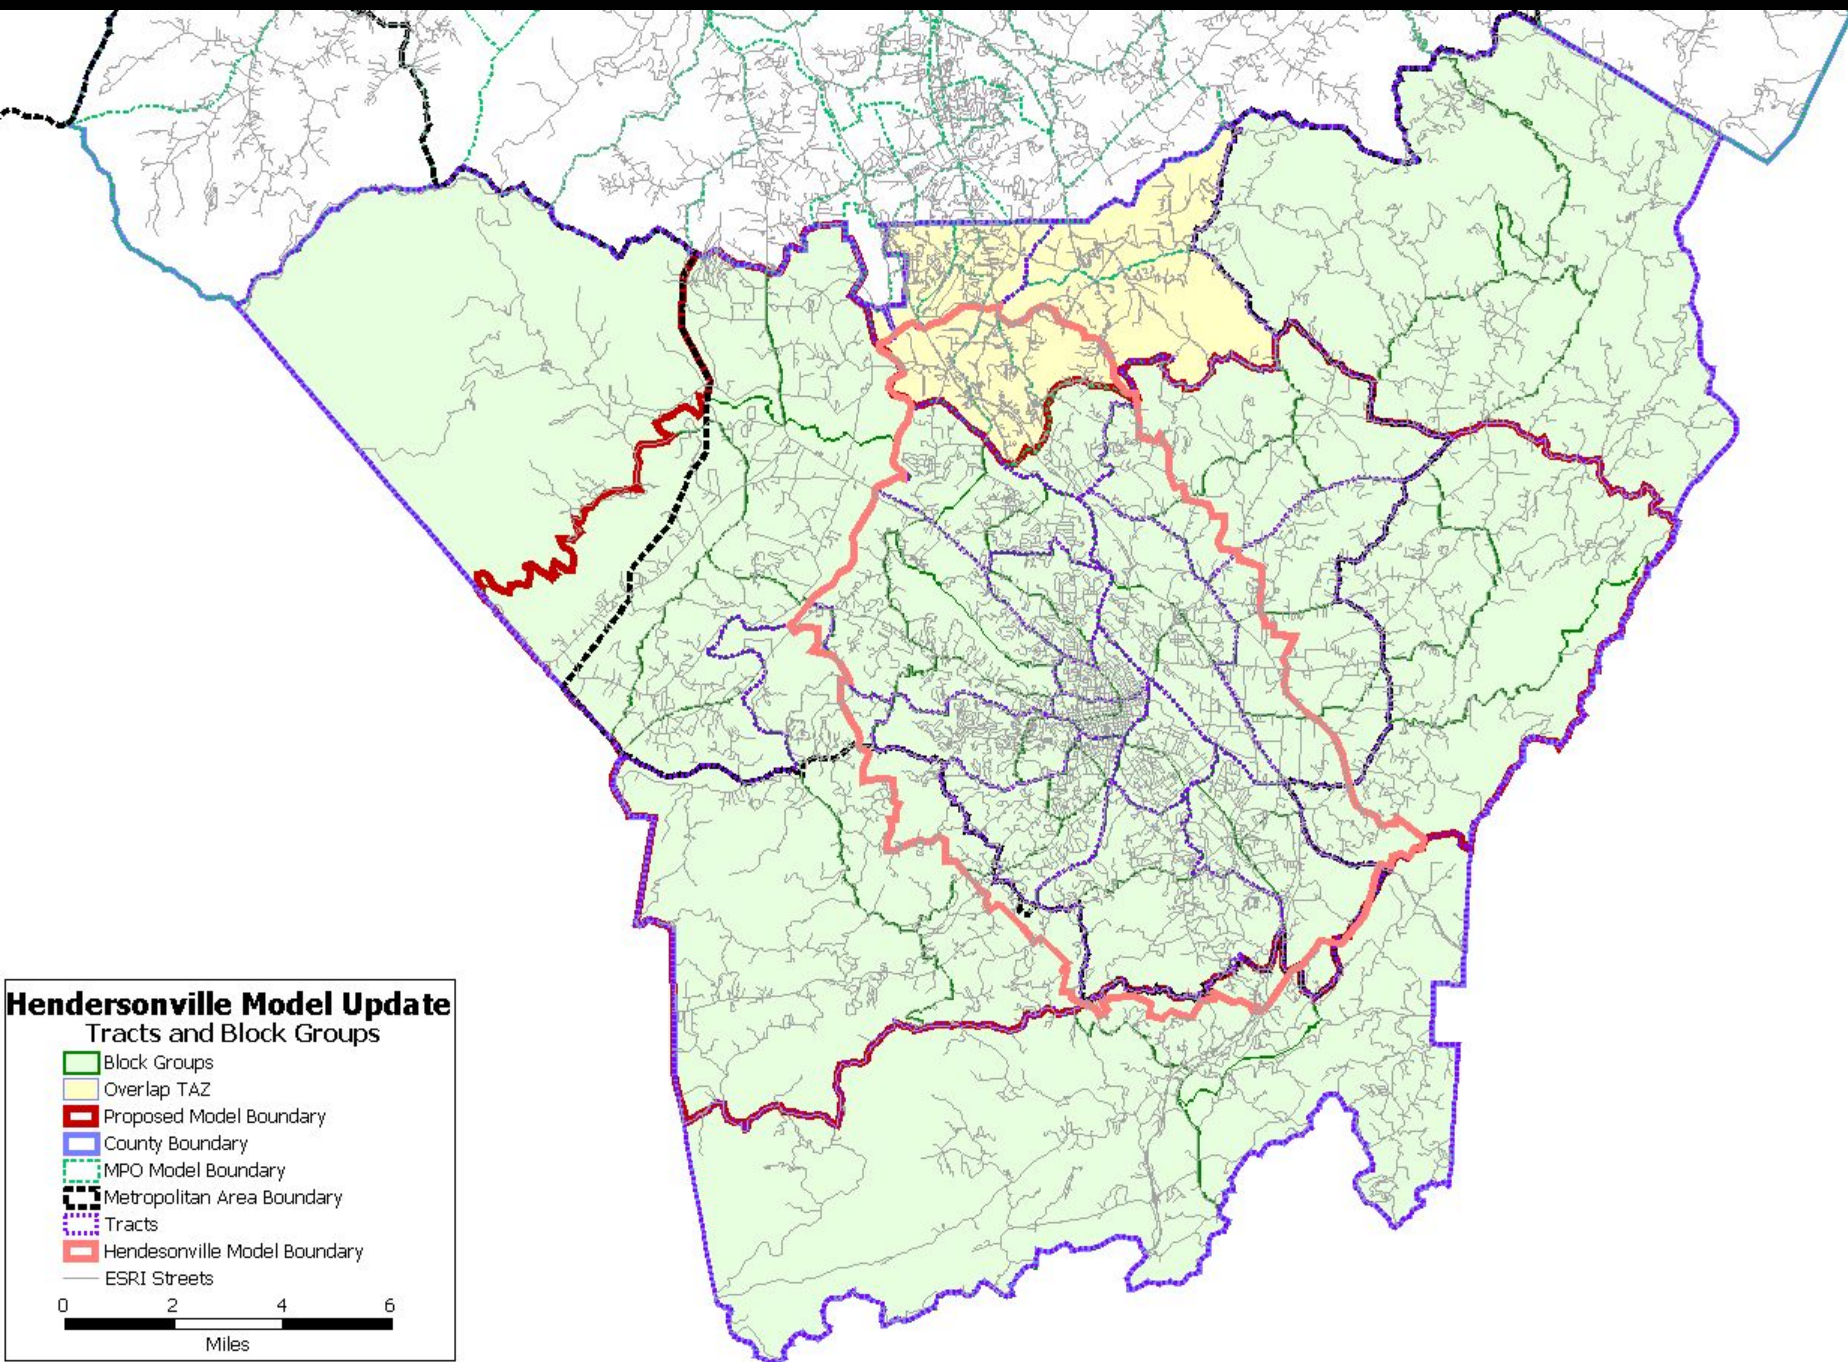 Hendersonville Model Update
Tracts and Block Groups
Block Groups
Overlap TAZ
Proposed Model Boundary
County Boundary
MPO Model Boundary
Metropolitan Area Boundary
Tracts
Hendesonville Model Boundary
ESRI Streets
0 2 4 6
Miles